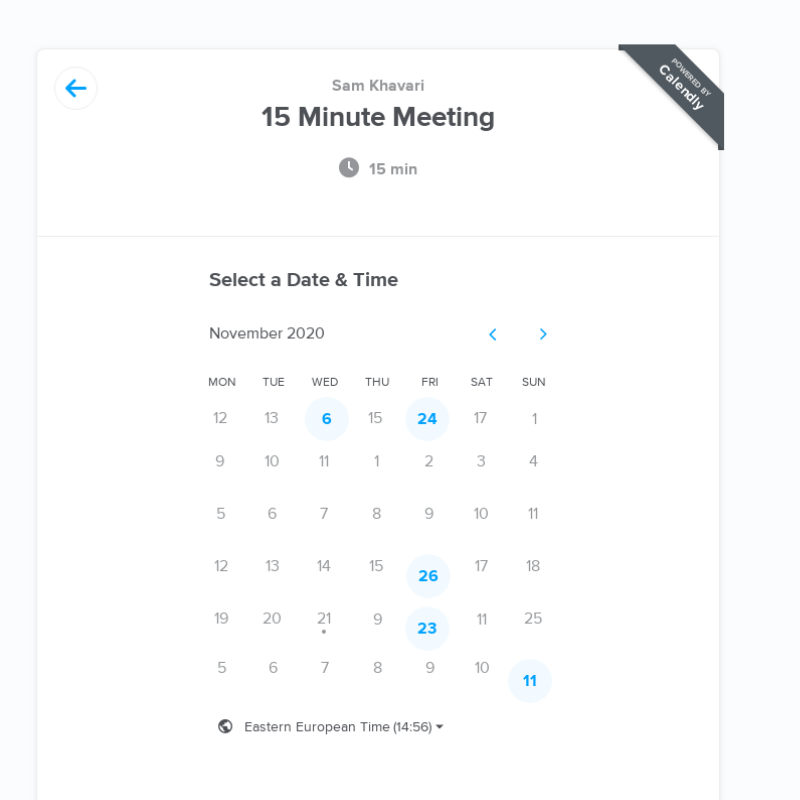 POWERED BY
Calendly
Sam Khavari
15 Minute Meeting
15 min
Select a Date & Time
November 2020
MON TUE WED THU FRI SAT SUN
12 13 6 15 24 17 1
9 10 11 1 2 3 4
5 6 7 8 9 10 11
12 13 14 15 26 17 18
19 20 21 9 23 11 25
5 6 7 8 9 10 11
Eastern European Time (14:56)